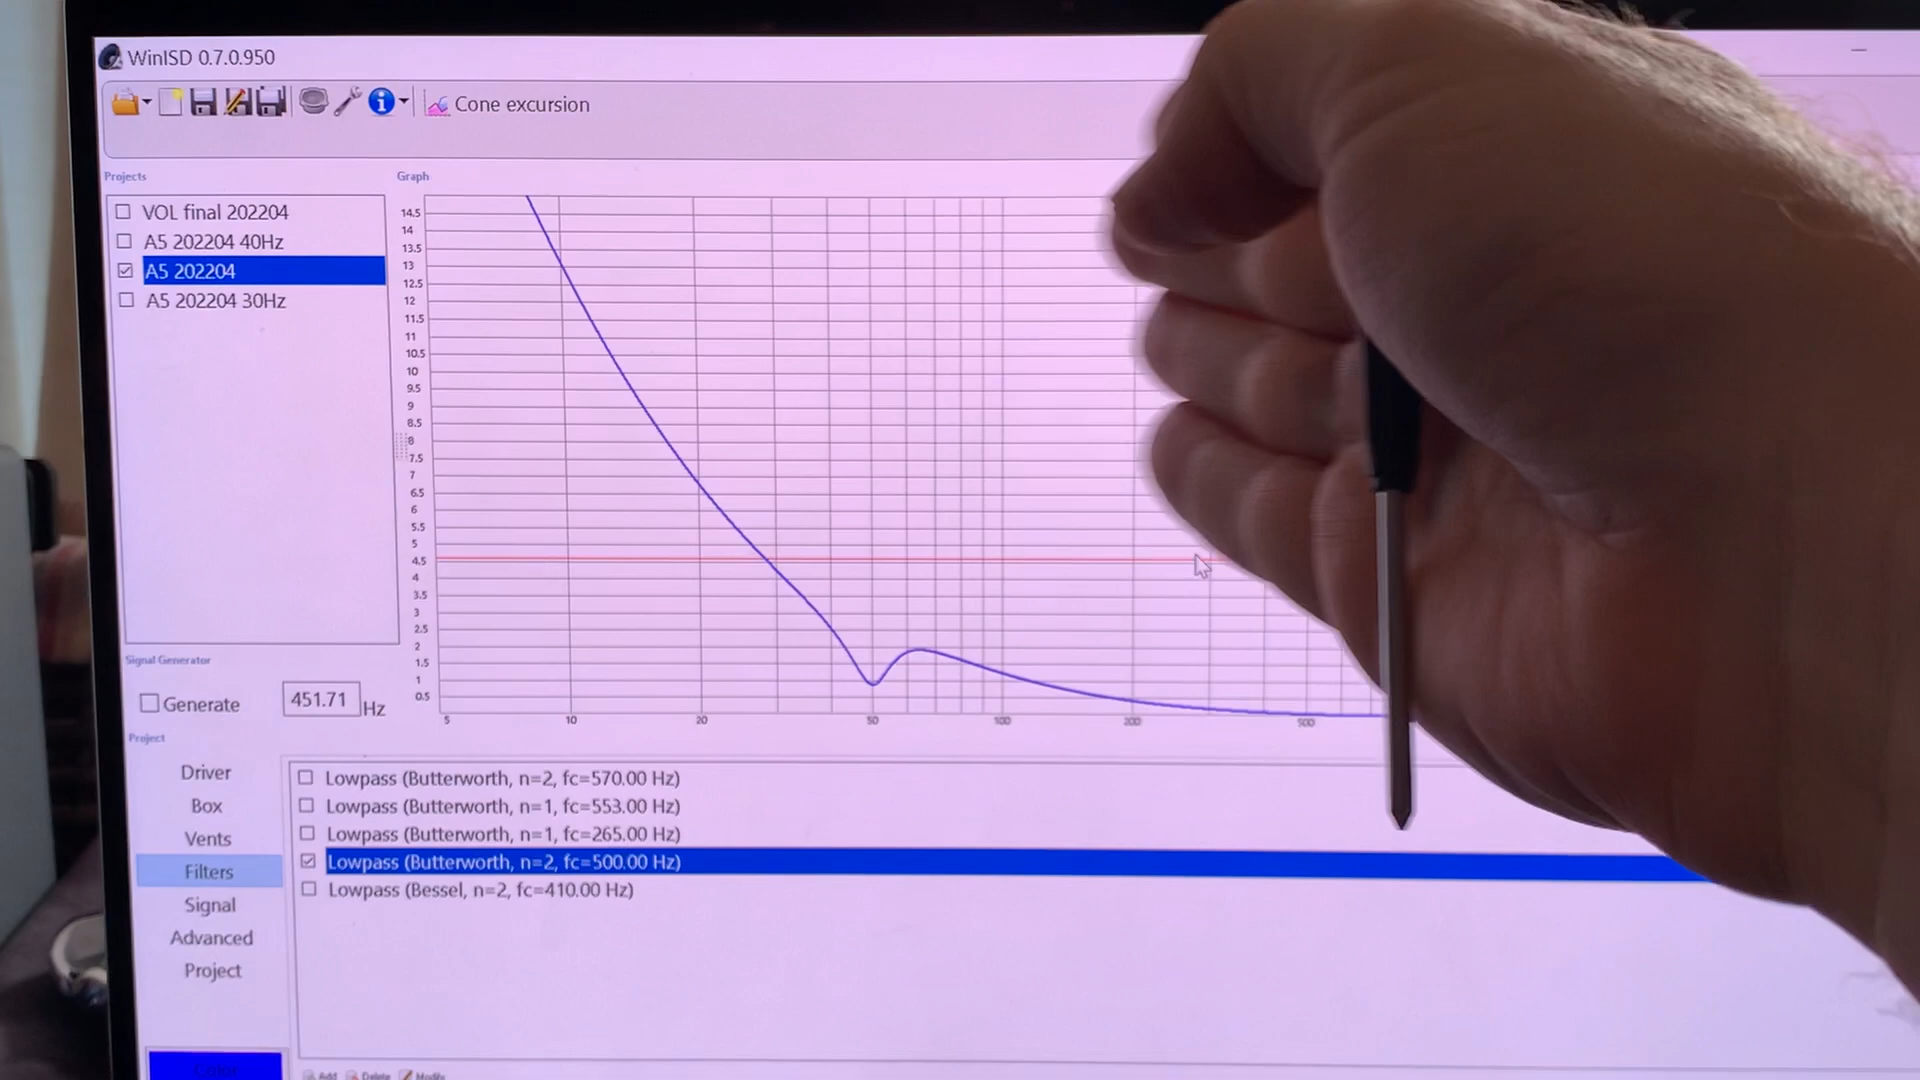 WinISD 0.7.0.950
Cone excursion
Projects
Graph
VOL final 202204
A5 202204 40Hz
A5 202204
A5 202204 30Hz
14.5
14
13.5
13
12.5
12
11.5
11
10.5
10
9.5
9
8.5
8
7.5
7
6.5
6
5.5
5
4.5
4
3.5
3
2.5
2
1.5
1
0.5
5 10 20 50 100 200 500
Signal Generator
Generate 451.71 Hz
Project
Driver
Box
Vents
Filters
Signal
Advanced
Project
Lowpass (Butterworth, n=2, fc=570.00 Hz)
Lowpass (Butterworth, n=1, fc=553.00 Hz)
Lowpass (Butterworth, n=1, fc=265.00 Hz)
Lowpass (Butterworth, n=2, fc=500.00 Hz)
Lowpass (Bessel, n=2, fc=410.00 Hz)
Color
Add Delete Modify